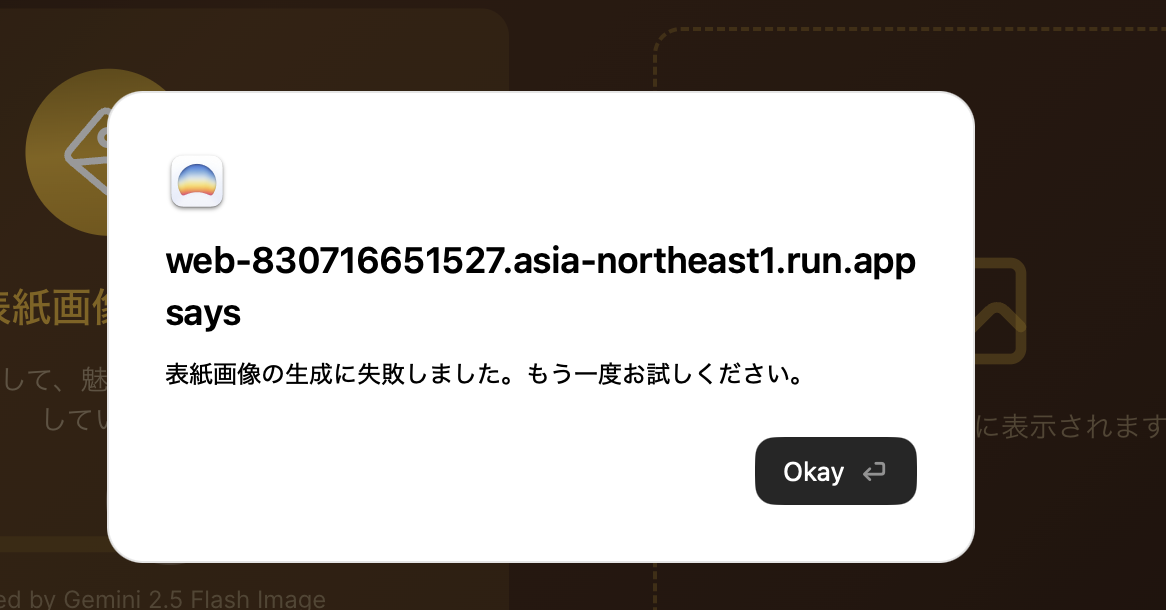 web-830716651527.asia-northeast1.run.app
says
表紙画像の生成に失敗しました。もう一度お試しください。
Okay
表紙画像
して、魅
してい
に表示されます
ed by Gemini 2.5 Flash Image